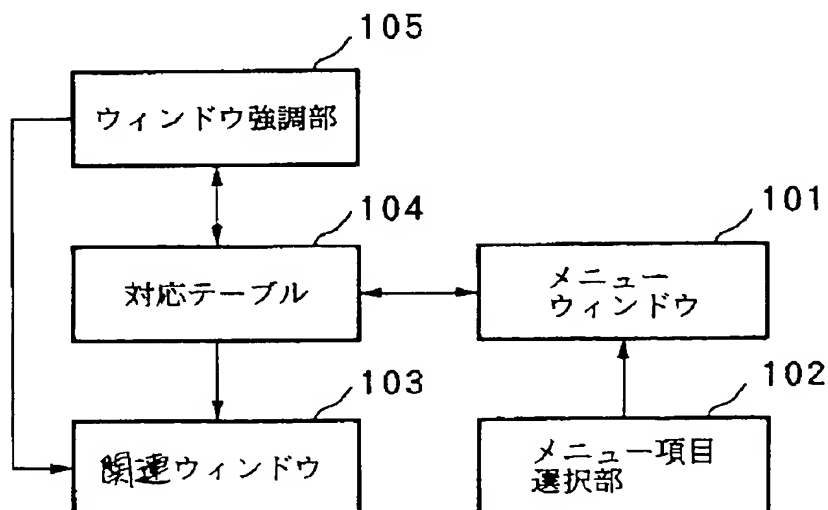 105
ウィンドウ強調部
104
対応テーブル
101
メニュー
ウィンドウ
103
関連ウィンドウ
102
メニュー項目
選択部